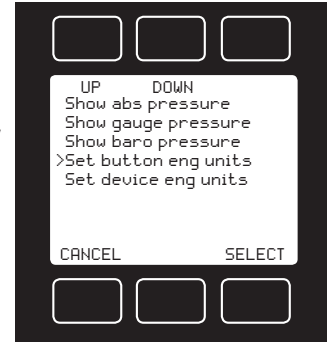 UP DOWN
Show abs pressure
Show gauge pressure
Show baro pressure
>Set button eng units
Set device eng units
CANCEL SELECT